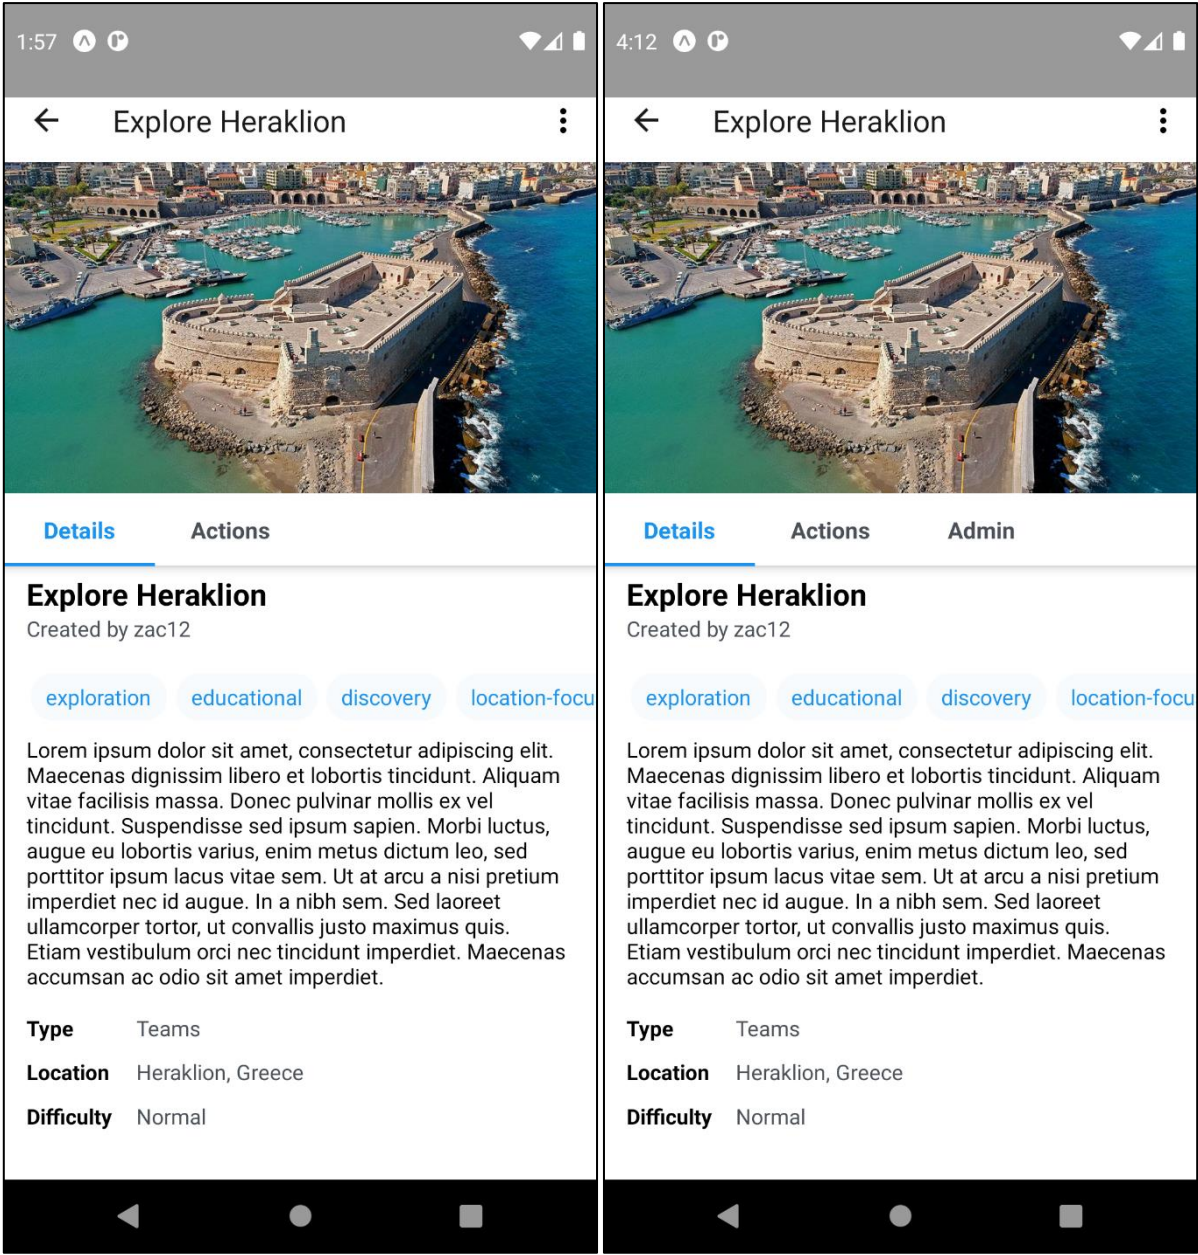 1:57
Explore Heraklion
Details Actions
Explore Heraklion
Created by zac12
exploration educational discovery location-focu
Lorem ipsum dolor sit amet, consectetur adipiscing elit.
Maecenas dignissim libero et lobortis tincidunt. Aliquam
vitae facilisis massa. Donec pulvinar mollis ex vel
tincidunt. Suspendisse sed ipsum sapien. Morbi luctus,
augue eu lobortis varius, enim metus dictum leo, sed
porttitor ipsum lacus vitae sem. Ut at arcu a nisi pretium
imperdiet nec id augue. In a nibh sem. Sed laoreet
ullamcorper tortor, ut convallis justo maximus quis.
Etiam vestibulum orci nec tincidunt imperdiet. Maecenas
accumsan ac odio sit amet imperdiet.
Type Teams
Location Heraklion, Greece
Difficulty Normal
4:12
Explore Heraklion
Details Actions Admin
Explore Heraklion
Created by zac12
exploration educational discovery location-focu
Lorem ipsum dolor sit amet, consectetur adipiscing elit.
Maecenas dignissim libero et lobortis tincidunt. Aliquam
vitae facilisis massa. Donec pulvinar mollis ex vel
tincidunt. Suspendisse sed ipsum sapien. Morbi luctus,
augue eu lobortis varius, enim metus dictum leo, sed
porttitor ipsum lacus vitae sem. Ut at arcu a nisi pretium
imperdiet nec id augue. In a nibh sem. Sed laoreet
ullamcorper tortor, ut convallis justo maximus quis.
Etiam vestibulum orci nec tincidunt imperdiet. Maecenas
accumsan ac odio sit amet imperdiet.
Type Teams
Location Heraklion, Greece
Difficulty Normal